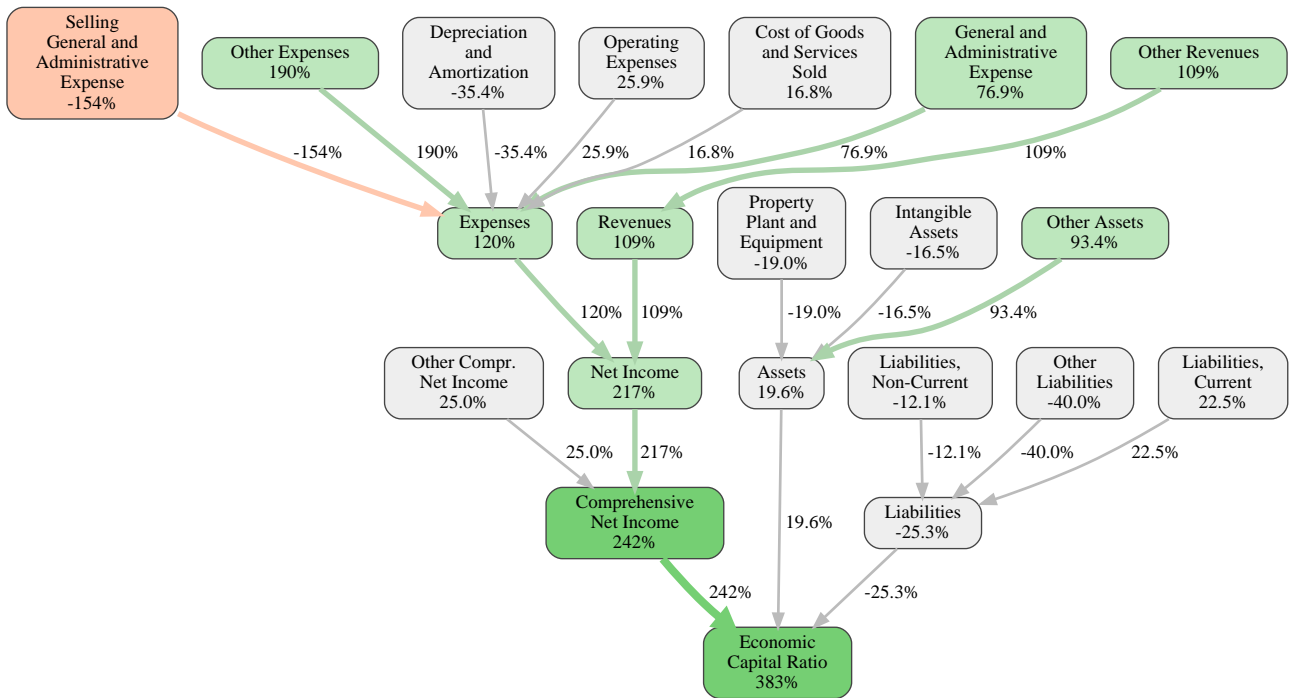 Selling
General and
Administrative
Expense
-154%
Other Expenses
190%
Depreciation
and
Amortization
-35.4%
Operating
Expenses
25.9%
Cost of Goods
and Services
Sold
16.8%
General and
Administrative
Expense
76.9%
Other Revenues
109%
-154%
190%
-35.4%
25.9%
16.8%
76.9%
109%
Expenses
120%
Revenues
109%
Property
Plant and
Equipment
-19.0%
Intangible
Assets
-16.5%
Other Assets
93.4%
120%
109%
-19.0%
-16.5%
93.4%
Other Compr.
Net Income
25.0%
Net Income
217%
Assets
19.6%
Liabilities,
Non-Current
-12.1%
Other
Liabilities
-40.0%
Liabilities,
Current
22.5%
25.0%
217%
-12.1%
-40.0%
22.5%
Comprehensive
Net Income
242%
19.6%
Liabilities
-25.3%
242%
-25.3%
Economic
Capital Ratio
383%